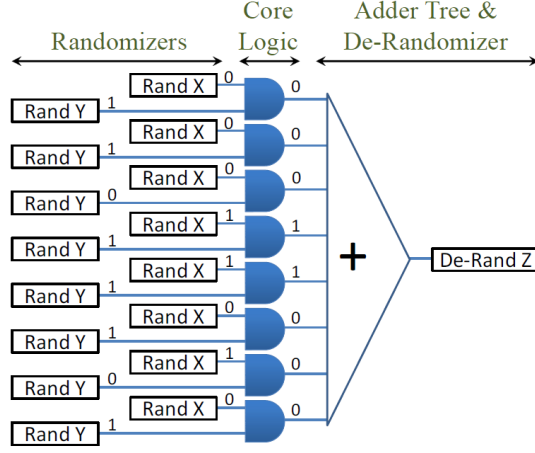 Randomizers
Core
Logic
Adder Tree &
De-Randomizer
Rand X 0 0
Rand Y 1
Rand X 0 0
Rand Y 1
Rand X 0 0
Rand Y 0
Rand X 1 1
Rand Y 1
+ De-Rand Z
Rand X 1 1
Rand Y 1
Rand X 0 0
Rand Y 1
Rand X 1 0
Rand Y 0
Rand X 0 0
Rand Y 1